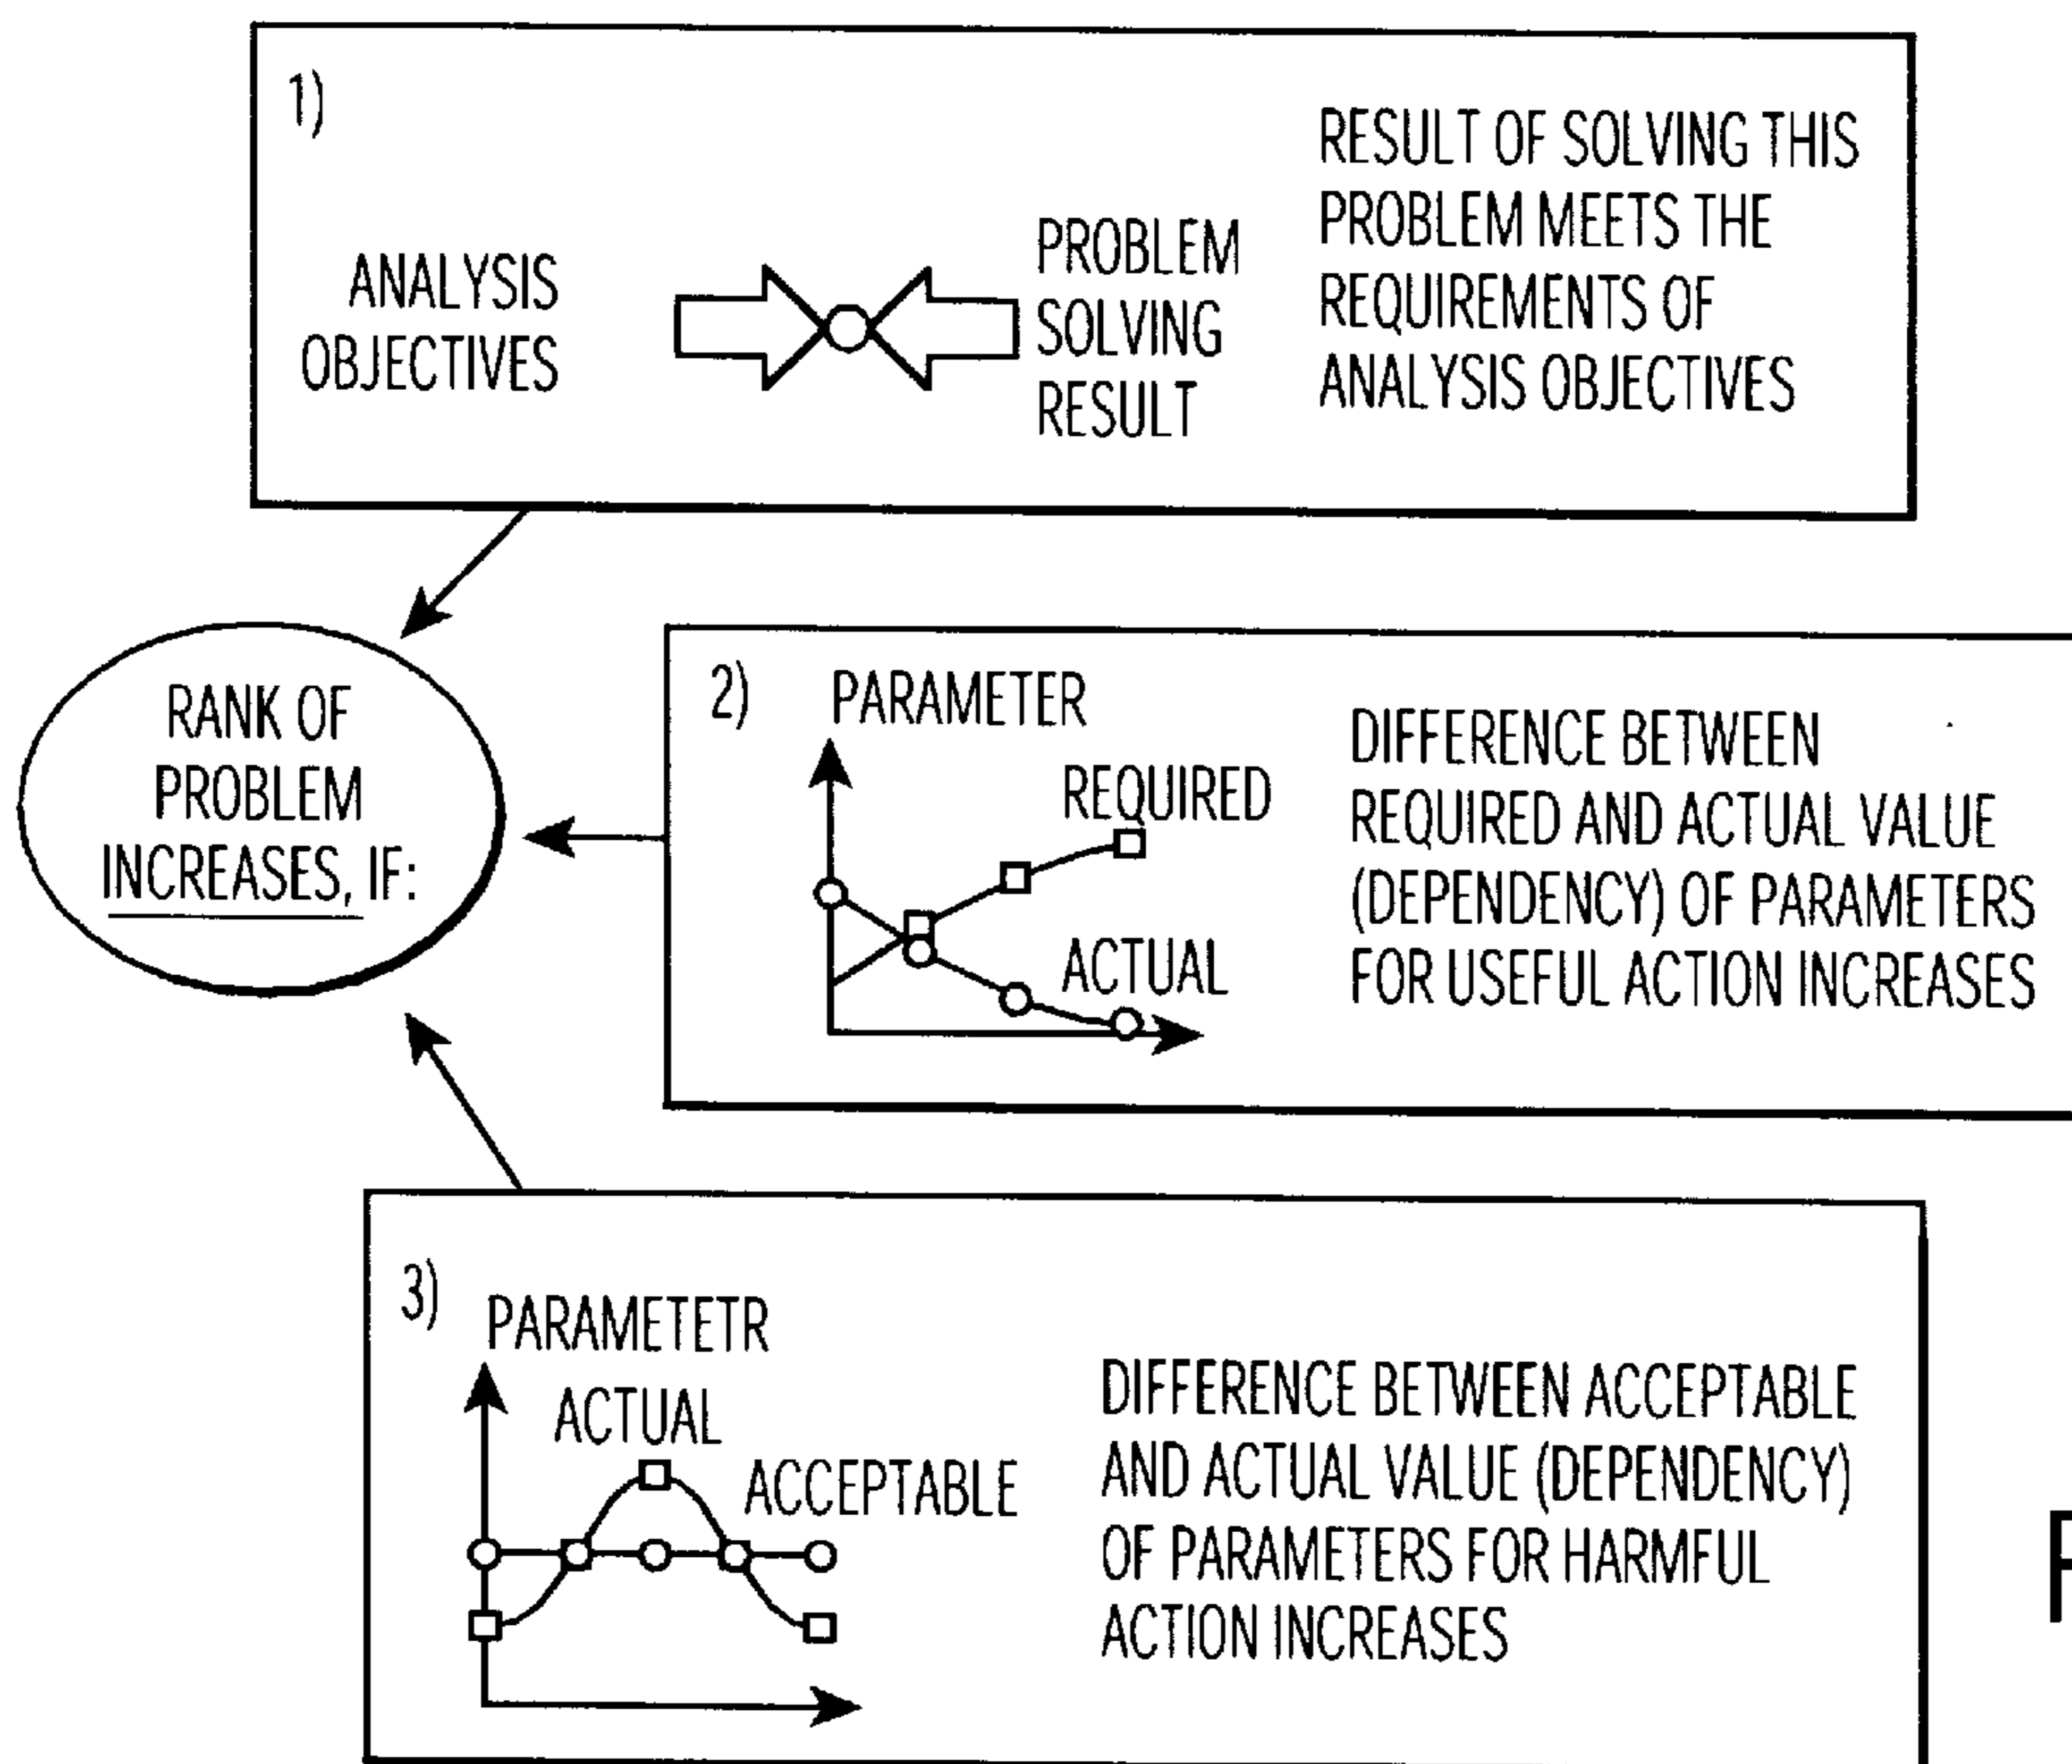 1)
ANALYSIS
OBJECTIVES
PROBLEM
SOLVING
RESULT
RESULT OF SOLVING THIS
PROBLEM MEETS THE
REQUIREMENTS OF
ANALYSIS OBJECTIVES
RANK OF
PROBLEM
INCREASES, IF:
2)
PARAMETER
REQUIRED
ACTUAL
DIFFERENCE BETWEEN
REQUIRED AND ACTUAL VALUE
(DEPENDENCY) OF PARAMETERS
FOR USEFUL ACTION INCREASES
3)
PARAMETETR
ACTUAL
ACCEPTABLE
DIFFERENCE BETWEEN ACCEPTABLE
AND ACTUAL VALUE (DEPENDENCY)
OF PARAMETERS FOR HARMFUL
ACTION INCREASES